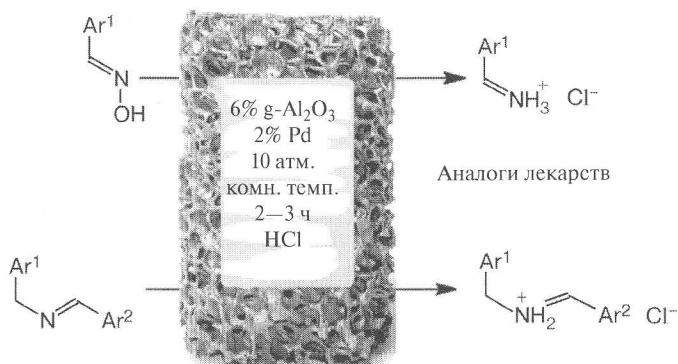 Ar¹
N
OH
6% g-Al₂O₃
2% Pd
10 атм.
комн. темп.
2—3 ч
HCl
Ar¹
NH₃⁺ Cl⁻
Аналоги лекарств
Ar¹
N
Ar²
Ar¹
NH₂⁺
Ar² Cl⁻